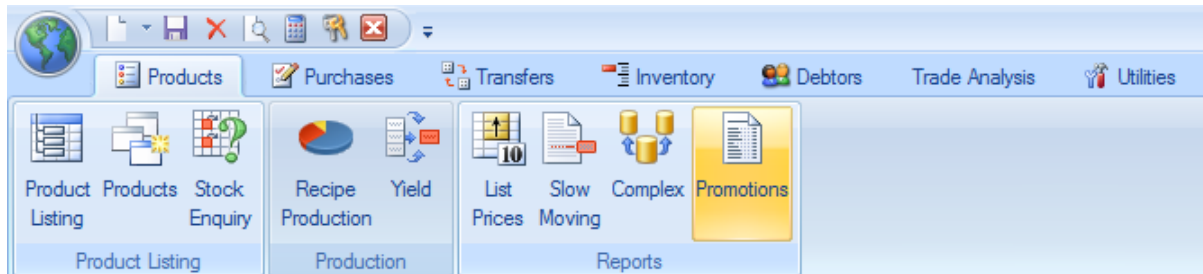 Products Purchases Transfers Inventory Debtors Trade Analysis Utilities
Product Listing
Products
Stock Enquiry
Recipe Production
Yield
10
List Prices
Slow Moving
Complex
Promotions
Product Listing Production Reports